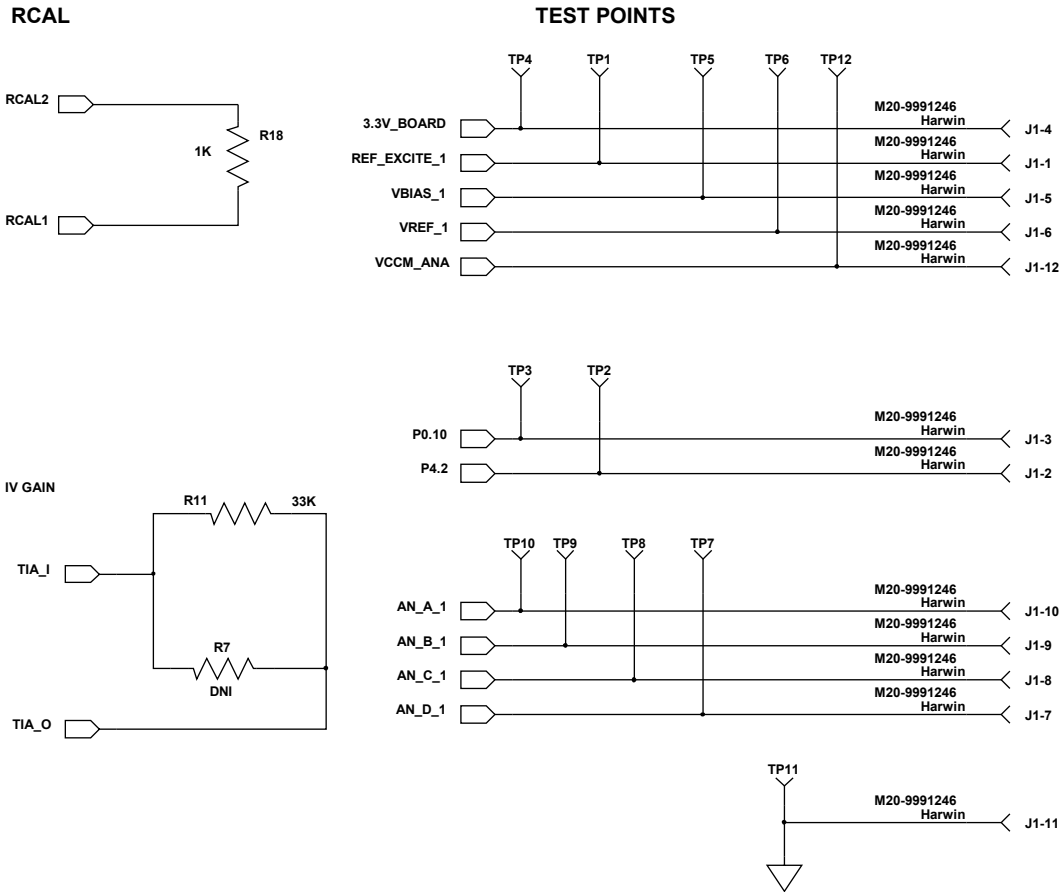 RCAL
RCAL2
R18
1K
RCAL1
IV GAIN
R11
33K
TIA_I
R7
DNI
TIA_O
TEST POINTS
TP4 TP1 TP5 TP6 TP12
M20-9991246
3.3V_BOARD Harwin J1-4
M20-9991246
REF_EXCITE_1 Harwin J1-1
M20-9991246
VBIAS_1 Harwin J1-5
M20-9991246
VREF_1 Harwin J1-6
M20-9991246
VCCM_ANA Harwin J1-12
TP3 TP2
M20-9991246
P0.10 Harwin J1-3
M20-9991246
P4.2 Harwin J1-2
TP10 TP9 TP8 TP7
M20-9991246
AN_A_1 Harwin J1-10
M20-9991246
AN_B_1 Harwin J1-9
M20-9991246
AN_C_1 Harwin J1-8
M20-9991246
AN_D_1 Harwin J1-7
TP11
M20-9991246
Harwin J1-11